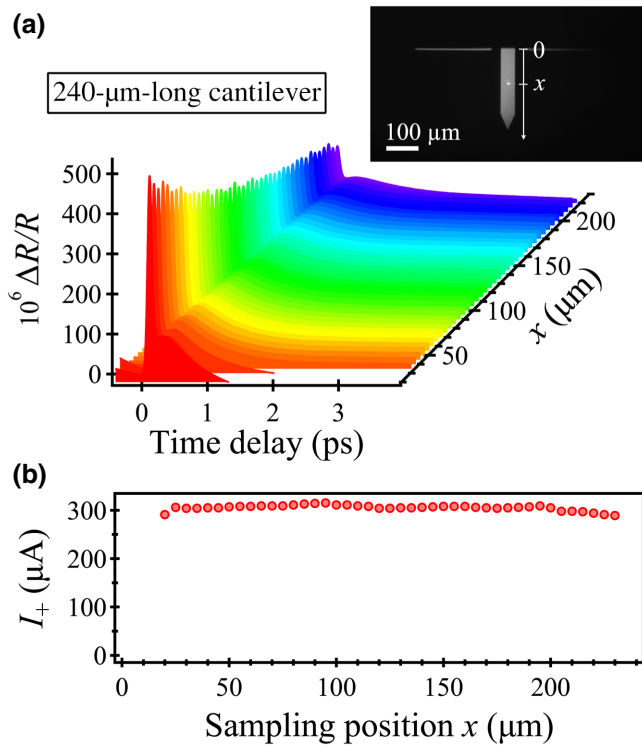 (a)
0
x
100 µm
240-µm-long cantilever
500
400
300
200
100
0
10⁶ ΔR/R
0 1 2 3
Time delay (ps)
50
100
150
200
x (µm)
(b)
300
200
100
0
I₊ (µA)
0 50 100 150 200
Sampling position x (µm)